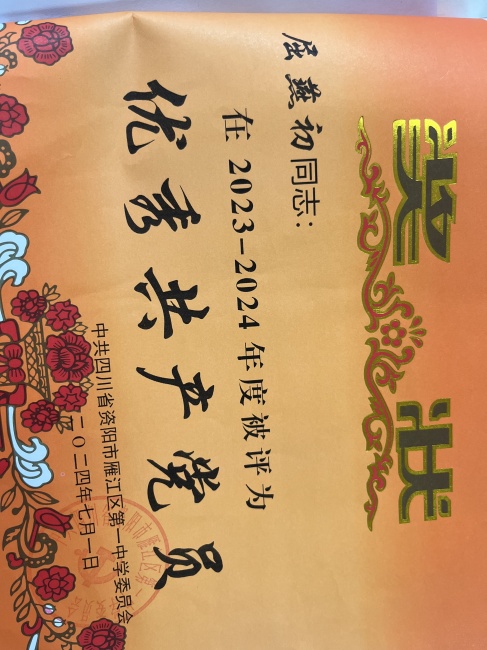 奖状
屈燕初同志：
在2023-2024年度被评为
优秀共产党员
中共四川省资阳市雁江区第一中学委员会
二〇二四年七月一日